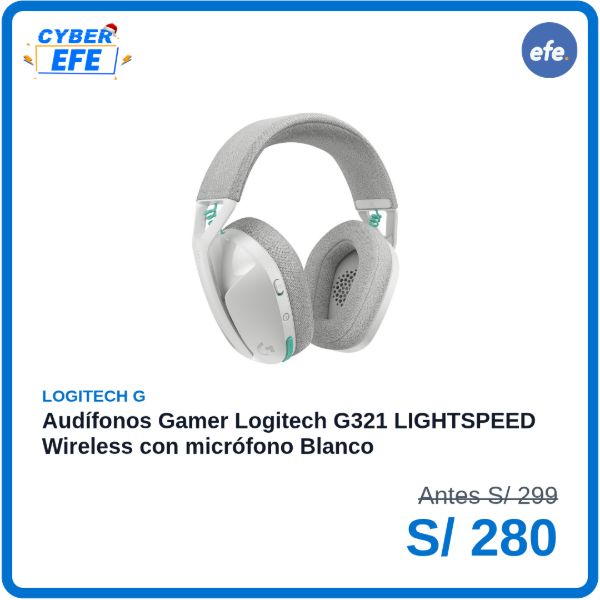 CYBER
EFE
efe.
LOGITECH G
Audífonos Gamer Logitech G321 LIGHTSPEED
Wireless con micrófono Blanco
Antes S/ 299
S/ 280